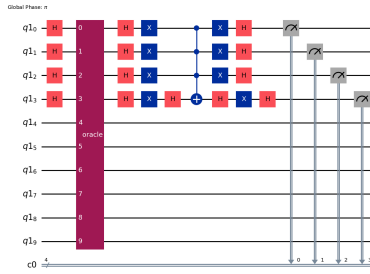 Global Phase: π
q1₀ H 0 H X X H
q1₁ H 1 H X X H
q1₂ H 2 H X X H
q1₃ H 3 H X H H X H
q1₄ 4
oracle
q1₅ 5
q1₆ 6
q1₇ 7
q1₈ 8
q1₉ 9
c0 4 0 1 2 3